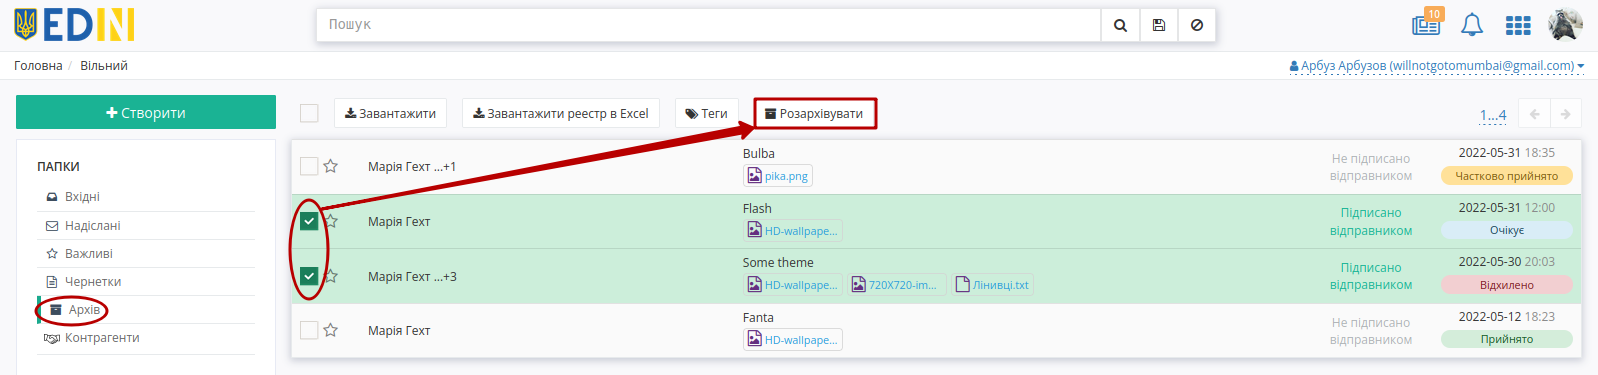 EDIN
Пошук
10
Головна / Вільний
Арбуз Арбузов (willnotgotomumbai@gmail.com)
Створити
Завантажити
Завантажити реєстр в Excel
Теги
Розархівувати
1...4
ПАПКИ
Вхідні
Надіслані
Важливі
Чернетки
Архів
Контрагенти
Марія Гехт ...+1
Bulba
pika.png
Не підписано
відправником
2022-05-31 18:35
Частково прийнято
Марія Гехт
Flash
HD-wallpape...
Підписано
відправником
2022-05-31 12:00
Очікує
Марія Гехт ...+3
Some theme
HD-wallpape... 720X720-im... Лінивці.txt
Підписано
відправником
2022-05-30 20:03
Відхилено
Марія Гехт
Fanta
HD-wallpape...
Не підписано
відправником
2022-05-12 18:23
Прийнято